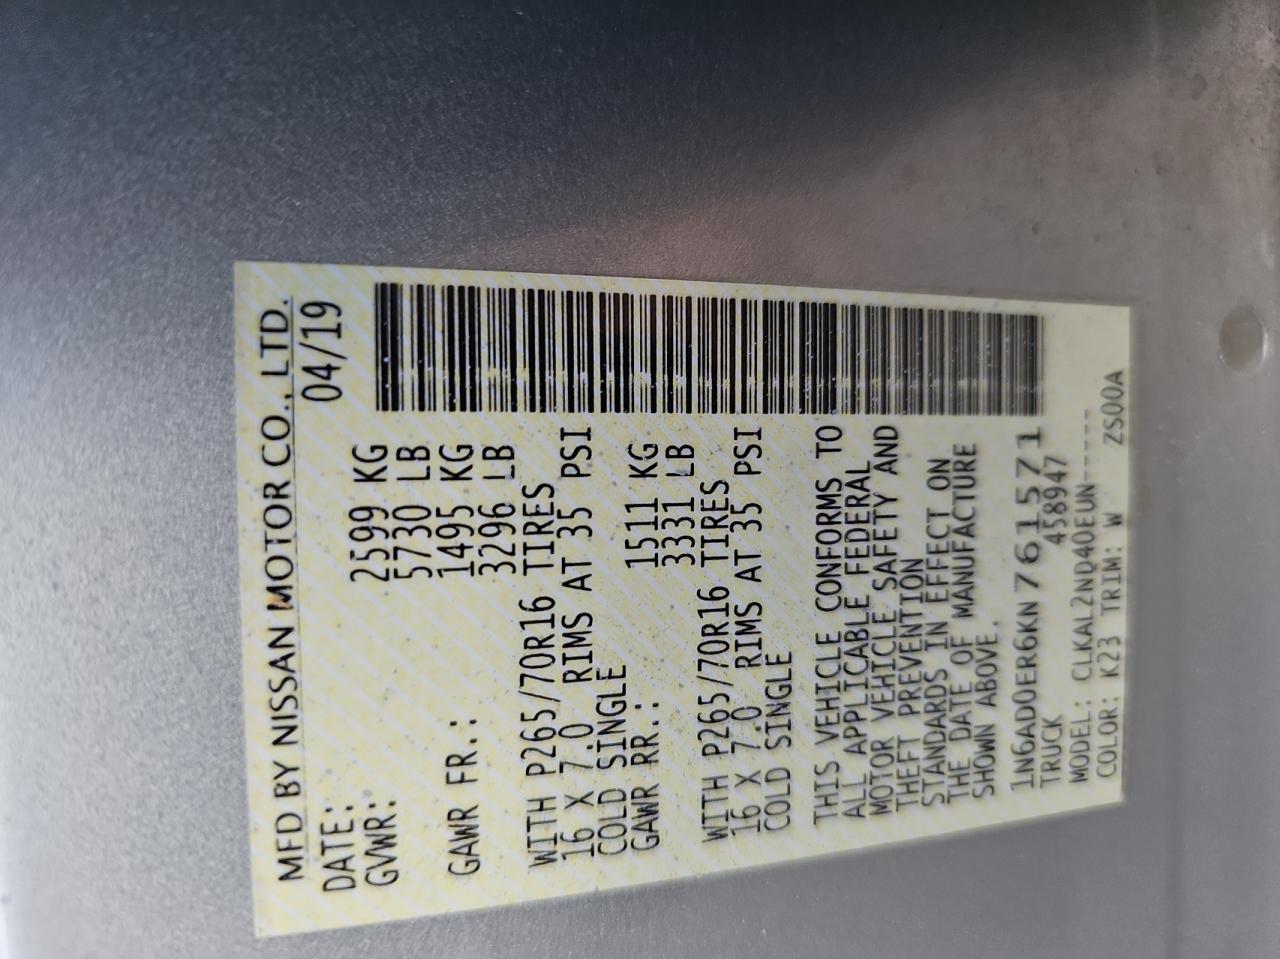 MFD BY NISSAN MOTOR CO., LTD.
DATE: 04/19
GVWR: 2599 KG
5730 LB
GAWR FR.: 1495 KG
3296 LB
WITH P265/70R16 TIRES
16 X 7.0 RIMS AT 35 PSI
COLD SINGLE
GAWR RR.: 1511 KG
3331 LB
WITH P265/70R16 TIRES
16 X 7.0 RIMS AT 35 PSI
COLD SINGLE
THIS VEHICLE CONFORMS TO
ALL APPLICABLE FEDERAL
MOTOR VEHICLE SAFETY AND
THEFT PREVENTION
STANDARDS IN EFFECT ON
THE DATE OF MANUFACTURE
SHOWN ABOVE.
1N6AD0ER6KN761571
TRUCK 458947
MODEL: CLKAL2ND40EUN-----
COLOR: K23 TRIM: W ZS00A